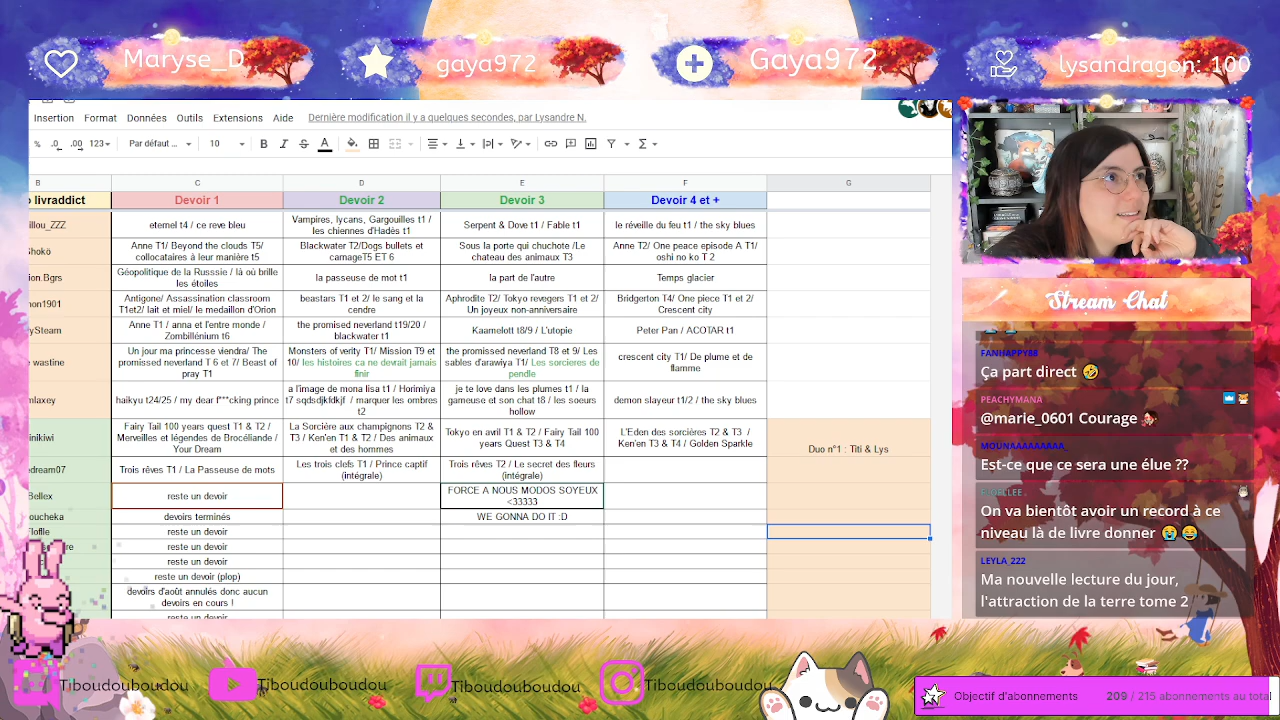 Maryse_D
gaya972
Gaya972
lysandragon: 100
Insertion Format Données Outils Extensions Aide
Dernière modification il y a quelques secondes, par Lysandre N.
% .0 .00 123 Par défaut ... 10 B I S A
B C D E F G
livraddict Devoir 1 Devoir 2 Devoir 3 Devoir 4 et +
illou_ZZZ
eternel t4 / ce reve bleu
Vampires, lycans, Gargouilles t1 /
les chiennes d'Hadès t1
Serpent & Dove t1 / Fable t1
le réveille du feu t1 / the sky blues
Shokö
Anne T1/ Beyond the clouds T5/
collocataires à leur manière t5
Blackwater T2/Dogs bullets et
carnageT5 ET 6
Sous la porte qui chuchote /Le
chateau des animaux T3
Anne T2/ One peace episode A T1/
oshi no ko T 2
ion Bgrs
Géopolitique de la Russsie / là où brille
les étoiles
la passeuse de mot t1
la part de l'autre
Temps glacier
non1901
Antigone/ Assassination classroom
T1et2/ lait et miel/ le medaillon d'Orion
beastars T1 et 2/ le sang et la
cendre
Aphrodite T2/ Tokyo revegers T1 et 2/
Un joyeux non-anniversaire
Bridgerton T4/ One piece T1 et 2/
Crescent city
ySteam
Anne T1 / anna et l'entre monde /
Zombillénium t6
the promised neverland t19/20 /
blackwater t1
Kaamelott t8/9 / L'utopie
Peter Pan / ACOTAR t1
wastine
Un jour ma princesse viendra/ The
promissed neverland T 6 et 7/ Beast of
pray T1
Monsters of verity T1/ Mission T9 et
10/ les histoires ca ne devrait jamais
finir
the promissed neverland T8 et 9/ Les
sables d'arawiya T1/ Les sorcieres de
pendle
crescent city T1/ De plume et de
flamme
mlaxey
haikyu t24/25 / my dear f***cking prince
a l'image de mona lisa t1 / Horimiya
t7 sqdsdjkfdkjf / marquer les ombres
t2
je te love dans les plumes t1 / la
gameuse et son chat t8 / les soeurs
hollow
demon slayeur t1/2 / the sky blues
inikiwi
Fairy Tail 100 years quest T1 & T2 /
Merveilles et légendes de Brocéliande /
Your Dream
La Sorcière aux champignons T2 &
T3 / Ken'en T1 & T2 / Des animaux
et des hommes
Tokyo en avril T1 & T2 / Fairy Tail 100
years Quest T3 & T4
L'Eden des sorcières T2 & T3 /
Ken'en T3 & T4 / Golden Sparkle
Duo n°1 : Titi & Lys
dream07
Trois rêves T1 / La Passeuse de mots
Les trois clefs T1 / Prince captif
(intégrale)
Trois rêves T2 / Le secret des fleurs
(intégrale)
Bellex
reste un devoir
FORCE A NOUS MODOS SOYEUX
<33333
oucheka
devoirs terminés
WE GONNA DO IT :D
Floflle
reste un devoir
reste un devoir
reste un devoir
reste un devoir (plop)
devoirs d'août annulés donc aucun
devoirs en cours !
reste un devoir
Stream Chat
FANHAPPY88
Ça part direct 🤣
PEACHYMANA
@marie_0601 Courage
MOUNAAAAAAAAA_
Est-ce que ce sera une élue ??
On va bientôt avoir un record à ce
niveau là de livre donner 😭 😂
LEYLA_222
Ma nouvelle lecture du jour,
l'attraction de la terre tome 2
Tiboudouboudou
Tiboudouboudou
Tiboudouboudou
Tiboudouboudou
Objectif d'abonnements 209 / 215 abonnements au total